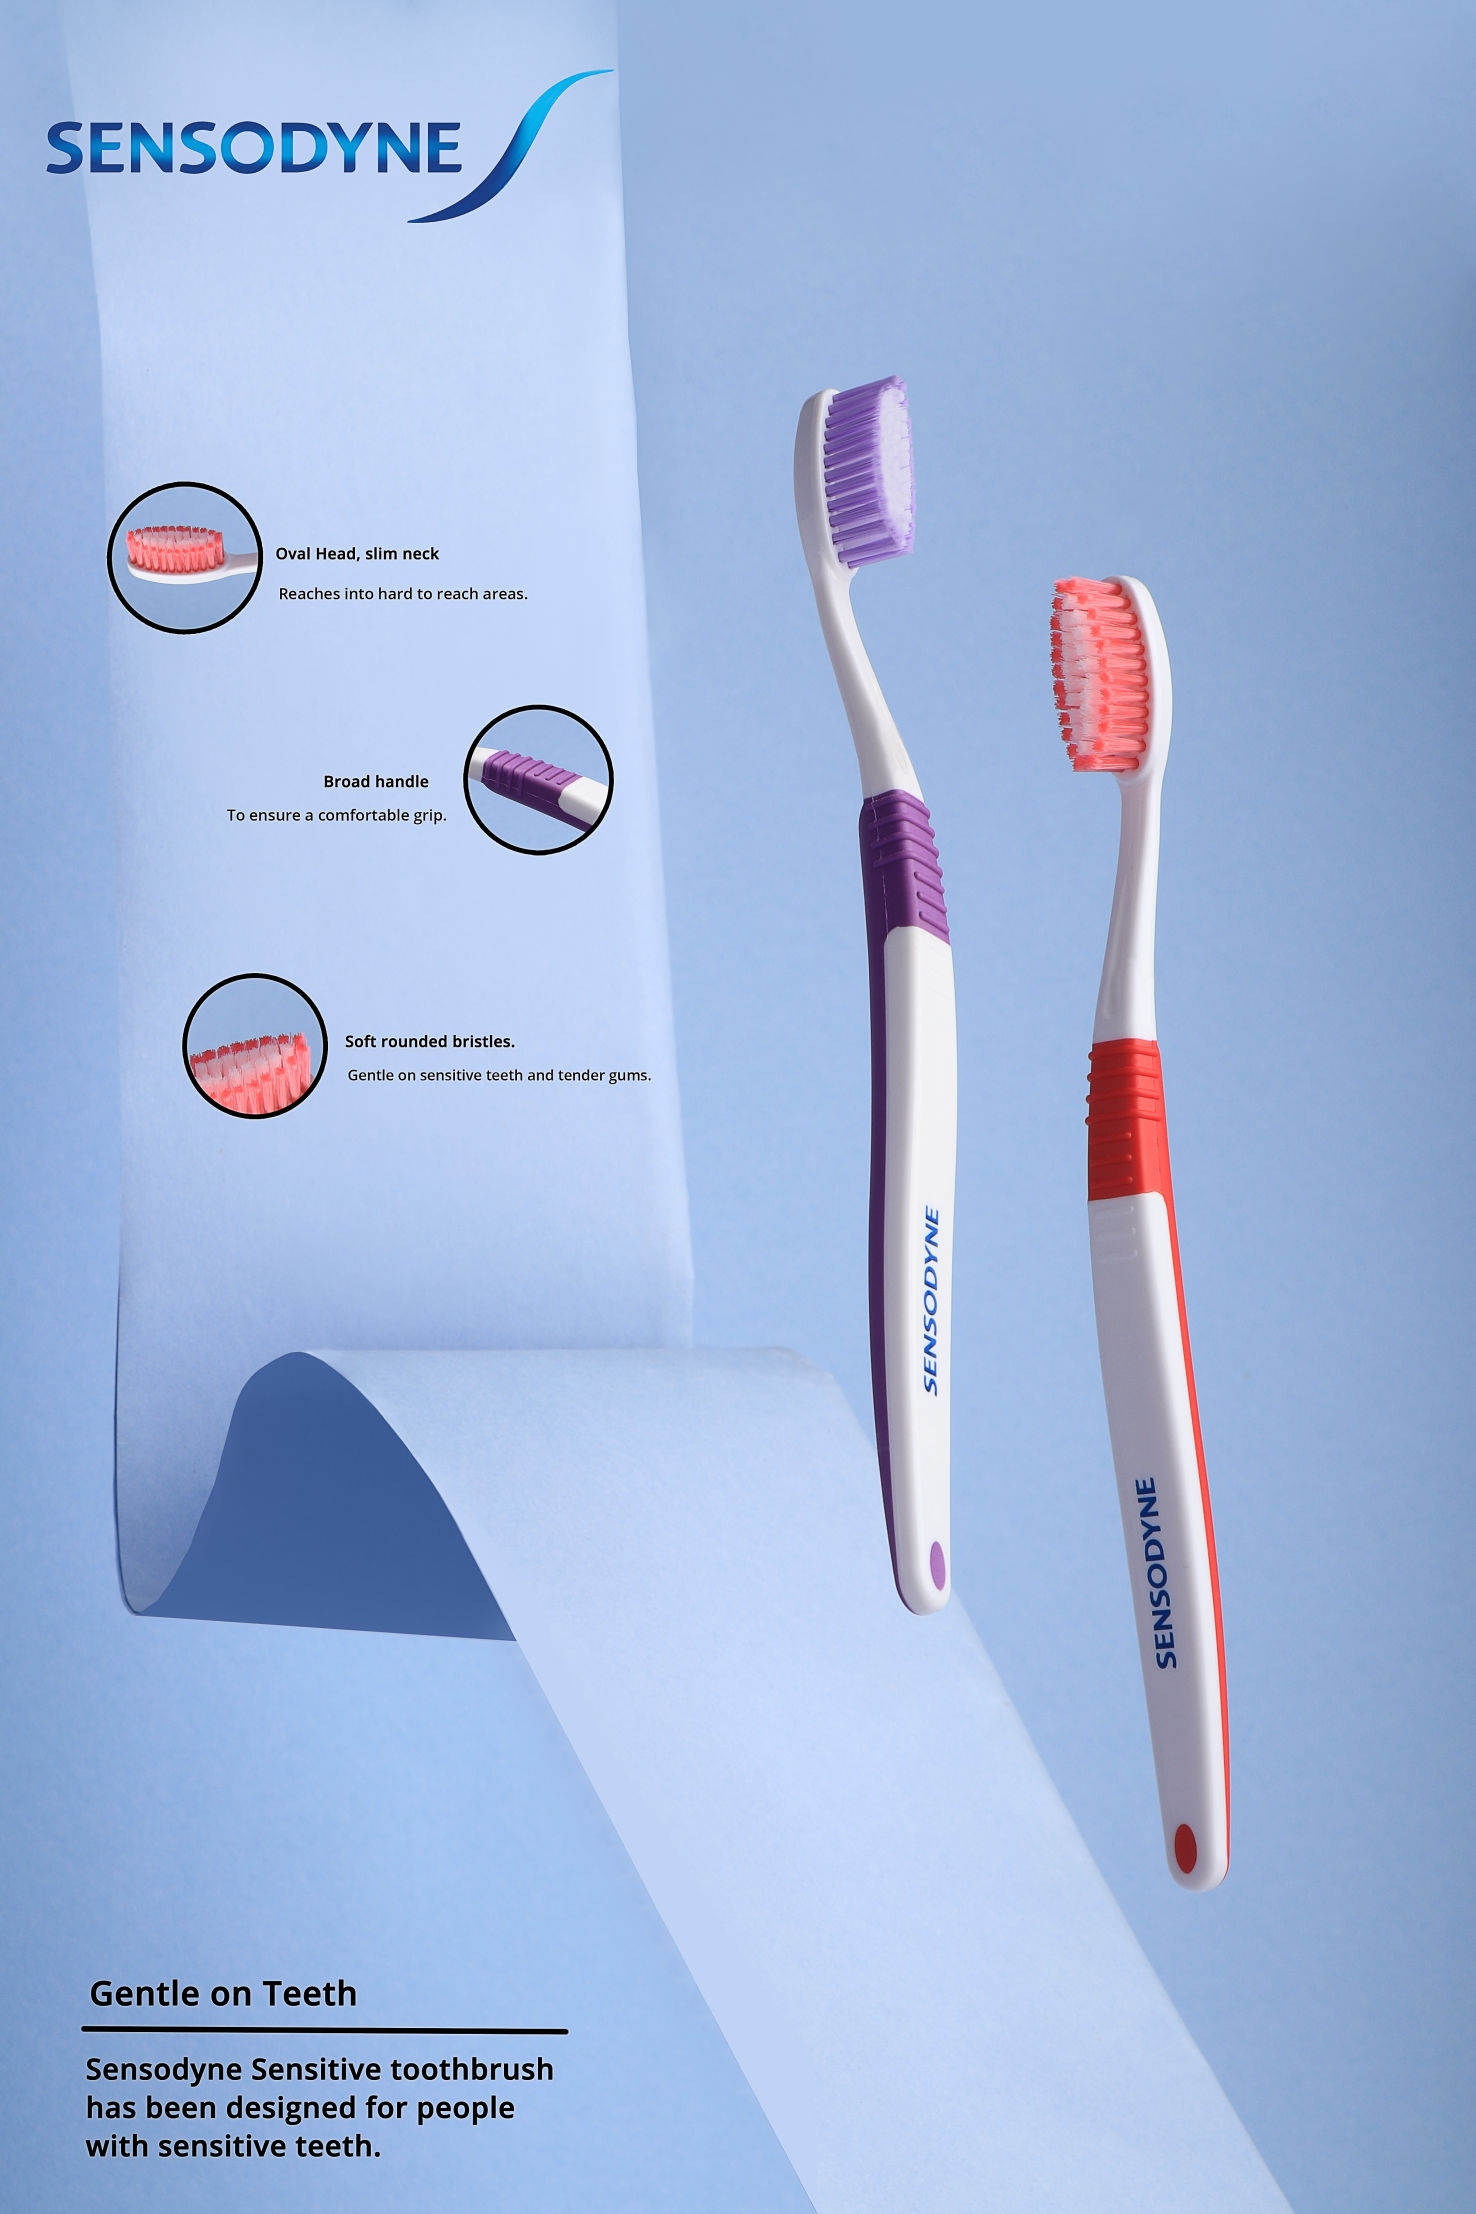 SENSODYNE
Oval Head, slim neck
Reaches into hard to reach areas.
Broad handle
To ensure a comfortable grip.
Soft rounded bristles.
Gentle on sensitive teeth and tender gums.
SENSODYNE
SENSODYNE
Gentle on Teeth
Sensodyne Sensitive toothbrush
has been designed for people
with sensitive teeth.